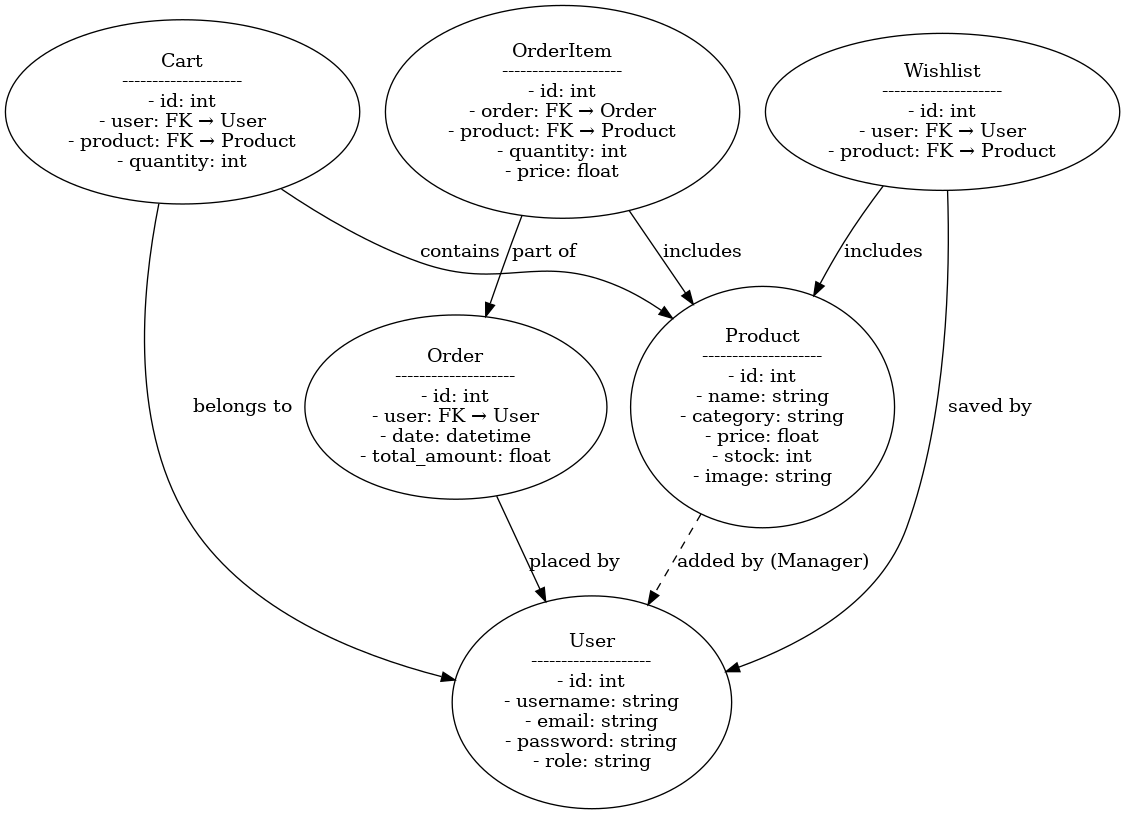 Cart
--------------------
- id: int
- user: FK → User
- product: FK → Product
- quantity: int
OrderItem
--------------------
- id: int
- order: FK → Order
- product: FK → Product
- quantity: int
- price: float
Wishlist
--------------------
- id: int
- user: FK → User
- product: FK → Product
contains
part of
includes
includes
Order
--------------------
- id: int
- user: FK → User
- date: datetime
- total_amount: float
Product
--------------------
- id: int
- name: string
- category: string
- price: float
- stock: int
- image: string
belongs to
saved by
placed by
added by (Manager)
User
--------------------
- id: int
- username: string
- email: string
- password: string
- role: string